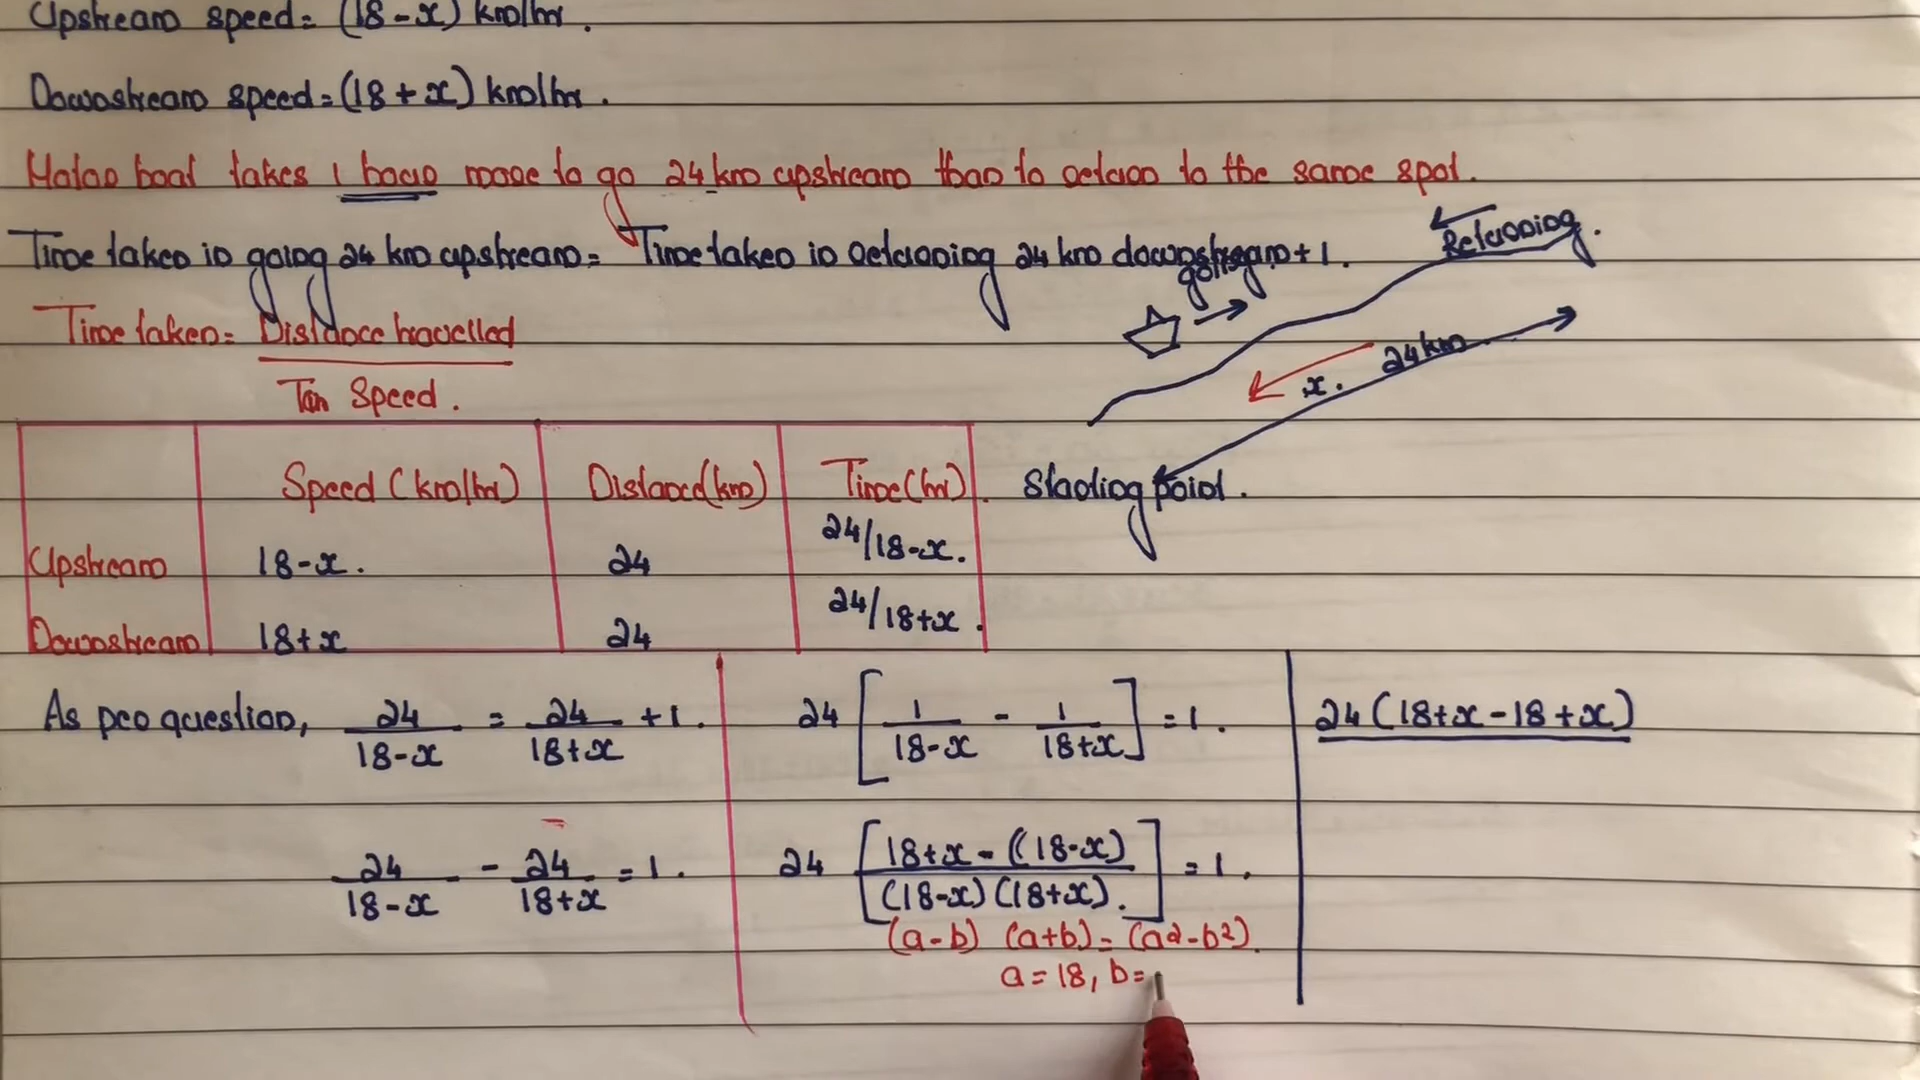 Upstream speed = (18-x) km/hr.
Downstream speed = (18+x) km/hr.
Motor boat takes 1 hour more to go 24 km upstream than to return to the same spot.
Time taken in going 24 km upstream = Time taken in returning 24 km downstream + 1.
Returning.
going
Time taken = Distance travelled
Speed.
x. 24km
Speed (km/hr) Distance(km) Time(hr)
Starting point.
Upstream 18-x. 24 24/18-x.
Downstream 18+x 24 24/18+x.
As per question, 24/18-x = 24/18+x + 1.
24/18-x - 24/18+x = 1.
24 [1/18-x - 1/18+x] = 1.
24 [18+x-(18-x)/(18-x)(18+x).] = 1.
(a-b) (a+b) = (a2-b²).
a = 18, b =
24(18+x-18+x)